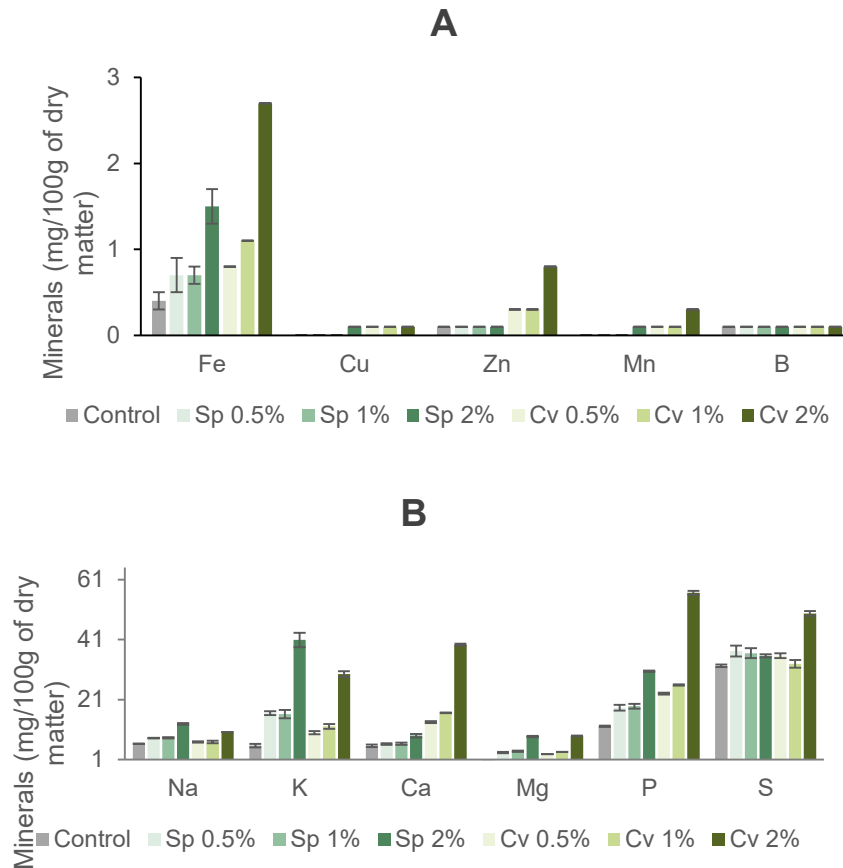 A
Minerals (mg/100g of dry
matter)
3
2
1
0
Fe Cu Zn Mn B
Control Sp 0.5% Sp 1% Sp 2% Cv 0.5% Cv 1% Cv 2%
B
Minerals (mg/100g of dry
matter)
61
41
21
1
Na K Ca Mg P S
Control Sp 0.5% Sp 1% Sp 2% Cv 0.5% Cv 1% Cv 2%